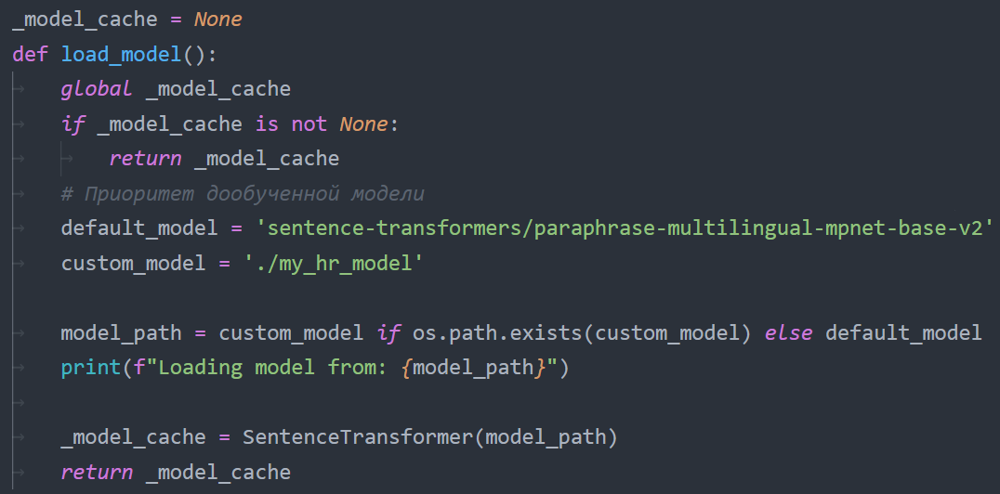 _model_cache = None
def load_model():
    global _model_cache
    if _model_cache is not None:
        return _model_cache
    # Приоритет дообученной модели
    default_model = 'sentence-transformers/paraphrase-multilingual-mpnet-base-v2'
    custom_model = './my_hr_model'

    model_path = custom_model if os.path.exists(custom_model) else default_model
    print(f"Loading model from: {model_path}")

    _model_cache = SentenceTransformer(model_path)
    return _model_cache